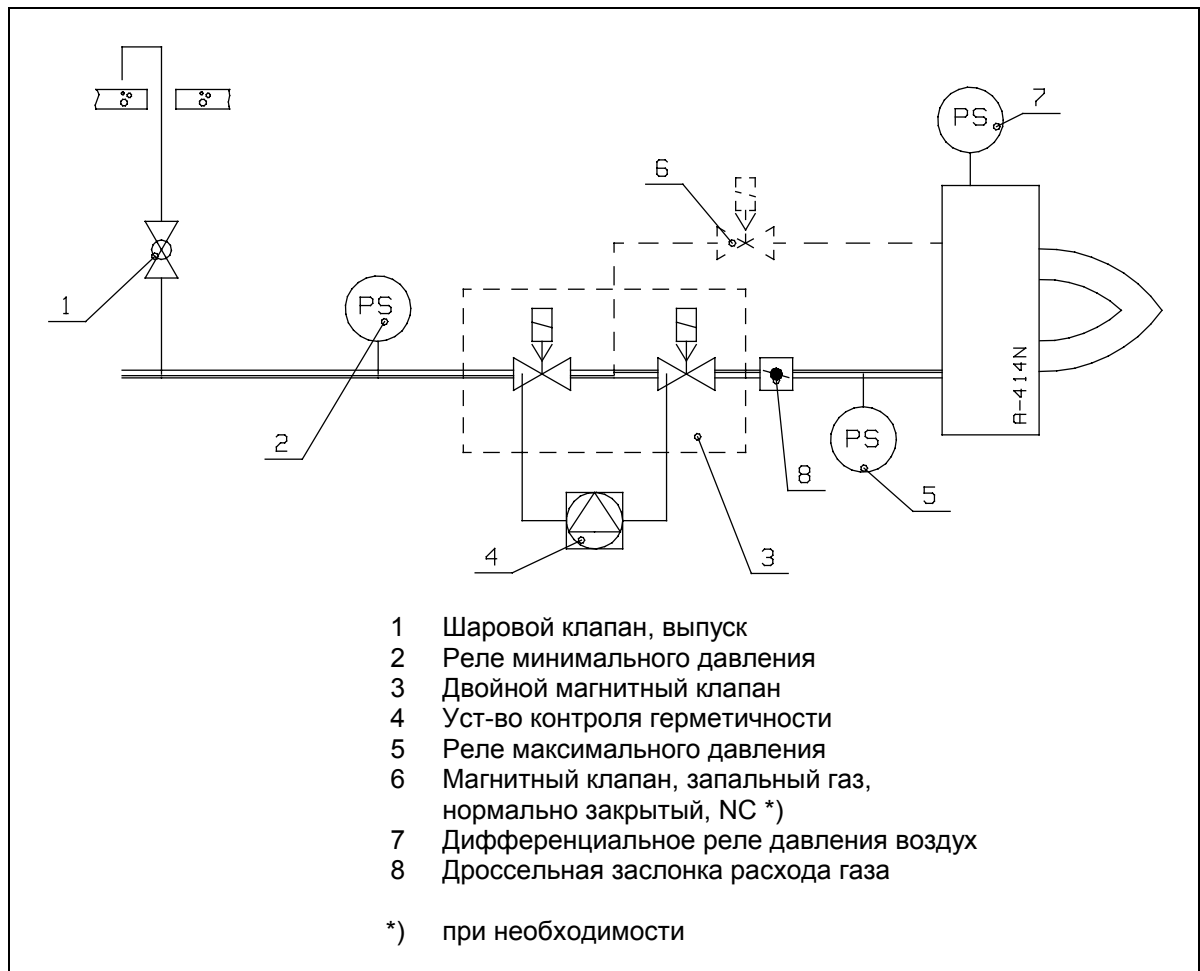 7
PS
6
1
PS
A-414N
2
PS
8
5
4
3
1 Шаровой клапан, выпуск
2 Реле минимального давления
3 Двойной магнитный клапан
4 Уст-во контроля герметичности
5 Реле максимального давления
6 Магнитный клапан, запальный газ,
нормально закрытый, NC *)
7 Дифференциальное реле давления воздух
8 Дроссельная заслонка расхода газа
*) при необходимости